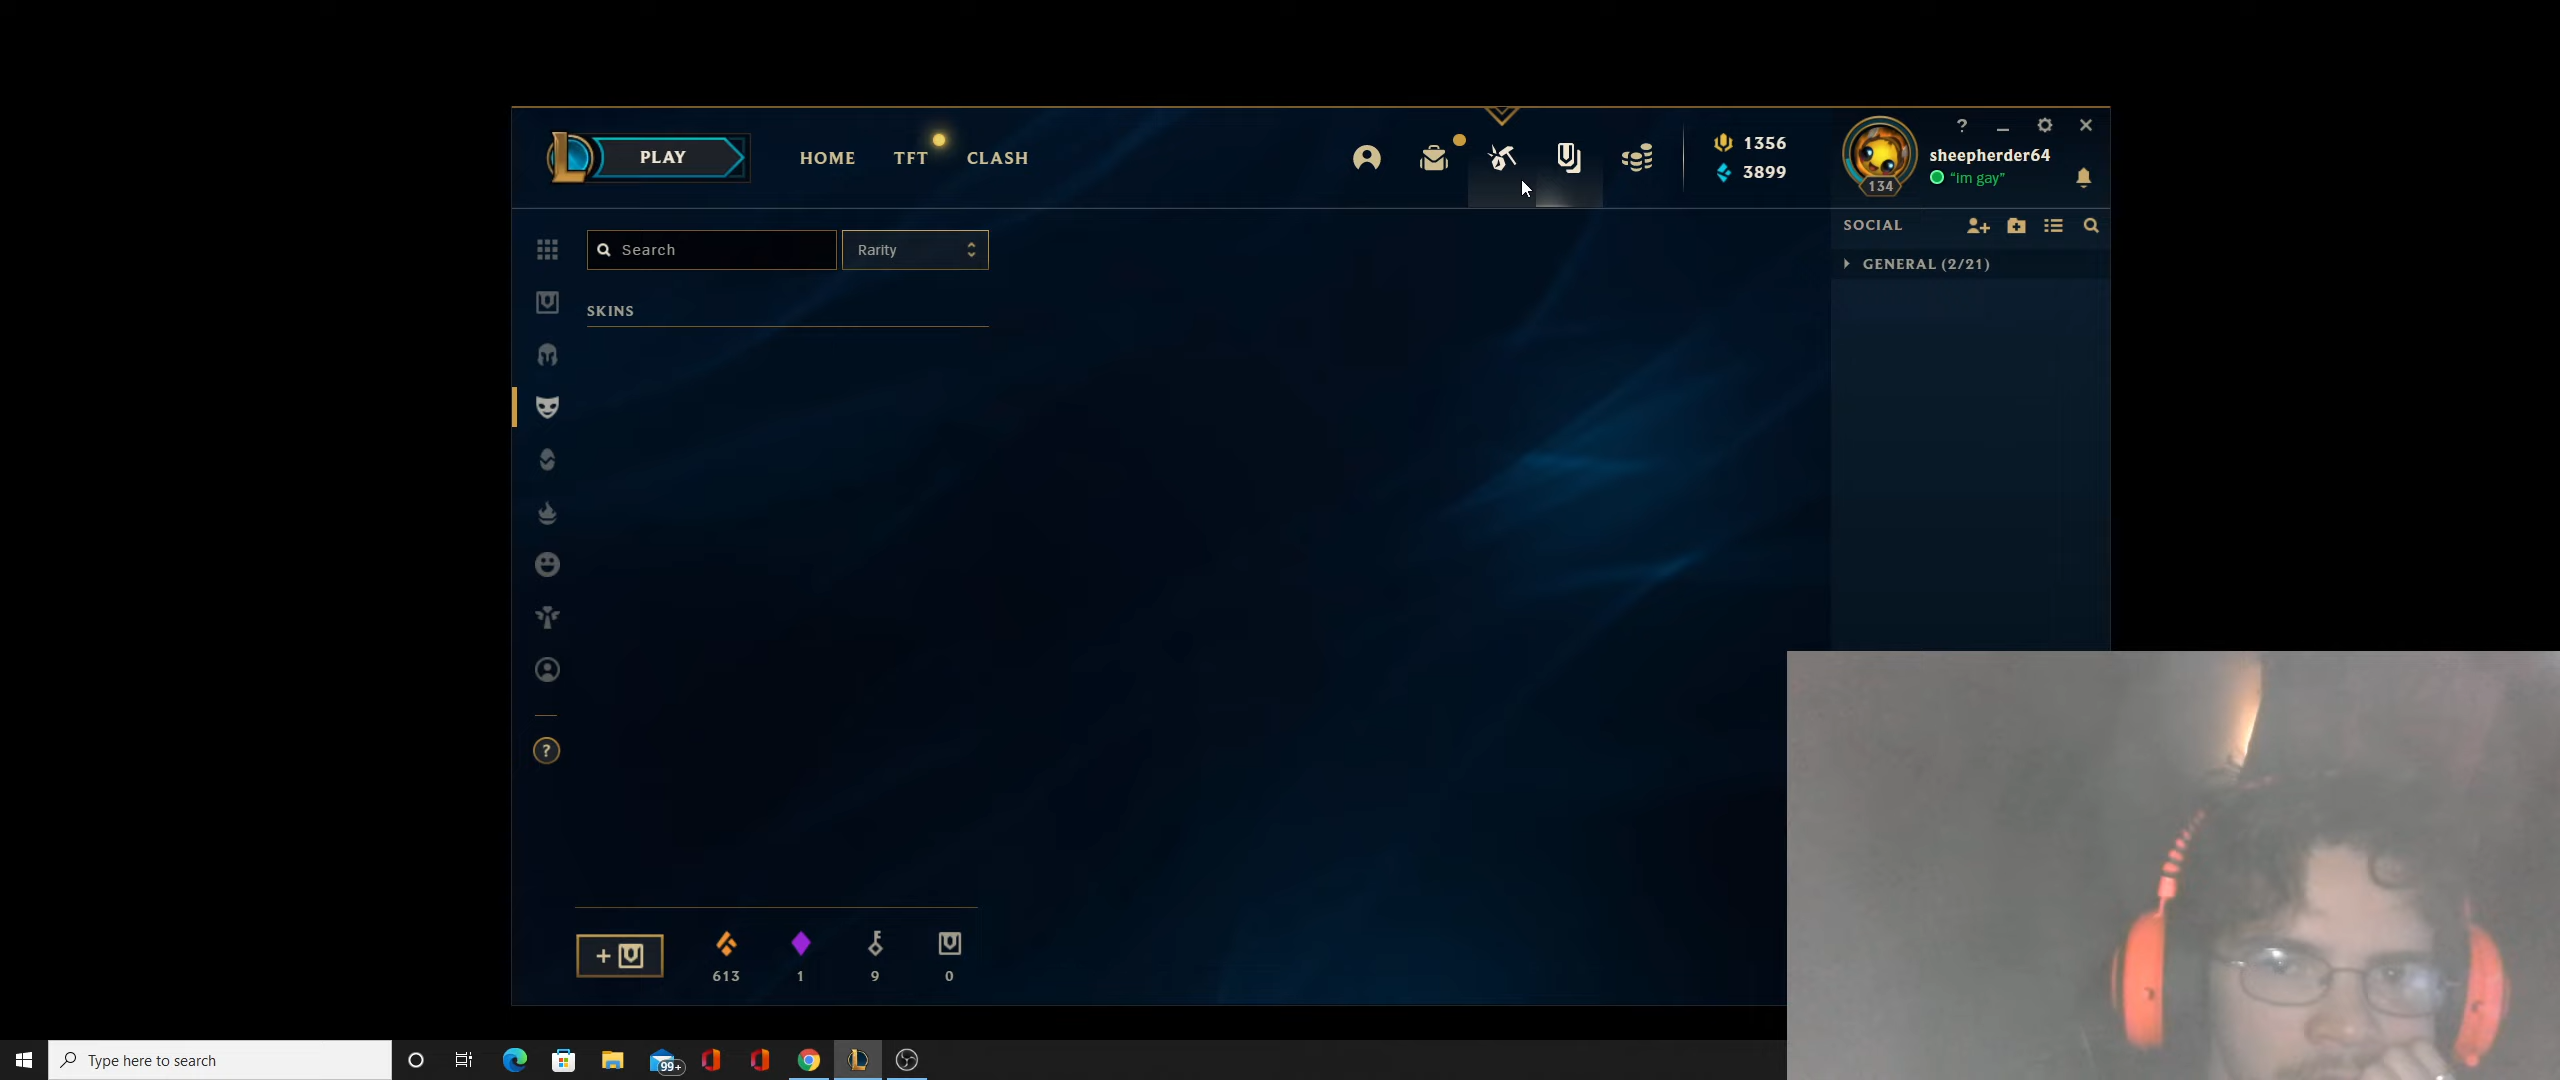 PLAY
HOME
TFT
CLASH
1356
3899
134
sheepherder64
"im gay"
?
SOCIAL
GENERAL (2/21)
Search
Rarity
SKINS
?
+
613
1
9
0
Type here to search
99+